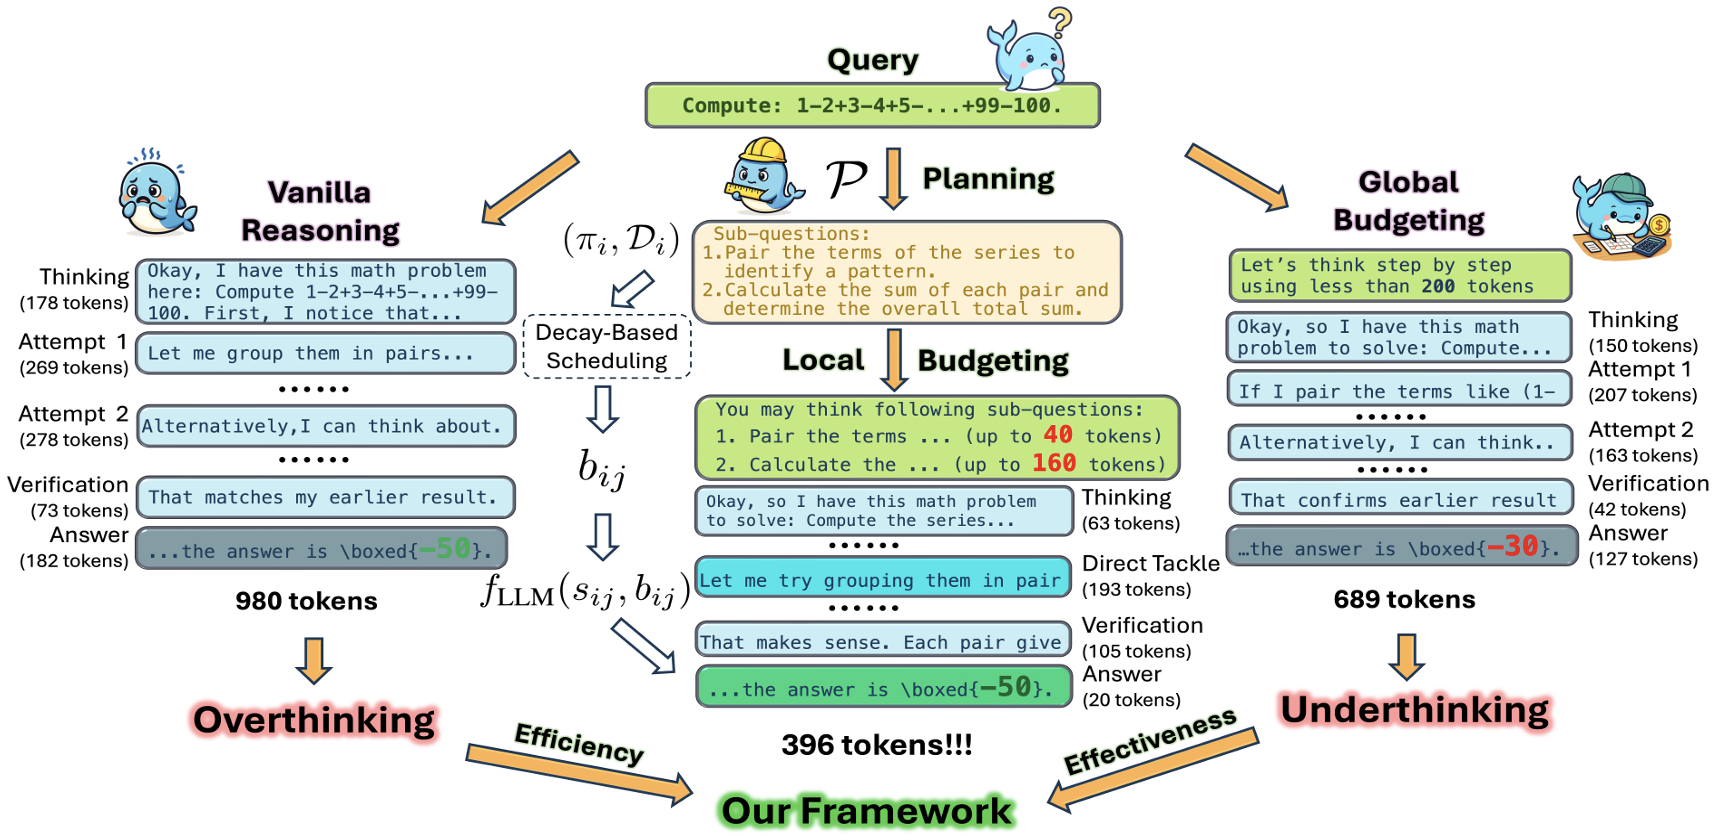 ?
Query
Compute: 1-2+3-4+5-...+99-100.
Vanilla
Reasoning
Thinking
(178 tokens)
Okay, I have this math problem
here: Compute 1-2+3-4+5-...+99-
100. First, I notice that...
Attempt 1
(269 tokens)
Let me group them in pairs...
......
Attempt 2
(278 tokens)
Alternatively,I can think about.
......
Verification
(73 tokens)
That matches my earlier result.
Answer
(182 tokens)
...the answer is \boxed{-50}.
980 tokens
Overthinking
𝒫 Planning
(π_i, 𝒟_i)
Decay-Based
Scheduling
b_{ij}
f_{LLM}(s_{ij}, b_{ij})
Sub-questions:
1.Pair the terms of the series to
identify a pattern.
2.Calculate the sum of each pair and
determine the overall total sum.
Local Budgeting
You may think following sub-questions:
1. Pair the terms ... (up to 40 tokens)
2. Calculate the ... (up to 160 tokens)
Okay, so I have this math problem
to solve: Compute the series...
Thinking
(63 tokens)
......
Let me try grouping them in pair
Direct Tackle
(193 tokens)
......
That makes sense. Each pair give
Verification
(105 tokens)
...the answer is \boxed{-50}.
Answer
(20 tokens)
396 tokens!!!
Global
Budgeting
$
Let's think step by step
using less than 200 tokens
Okay, so I have this math
problem to solve: Compute...
Thinking
(150 tokens)
If I pair the terms like (1-
Attempt 1
(207 tokens)
......
Alternatively, I can think..
Attempt 2
(163 tokens)
......
That confirms earlier result
Verification
(42 tokens)
…the answer is \boxed{-30}.
Answer
(127 tokens)
689 tokens
Underthinking
Efficiency
Effectiveness
Our Framework